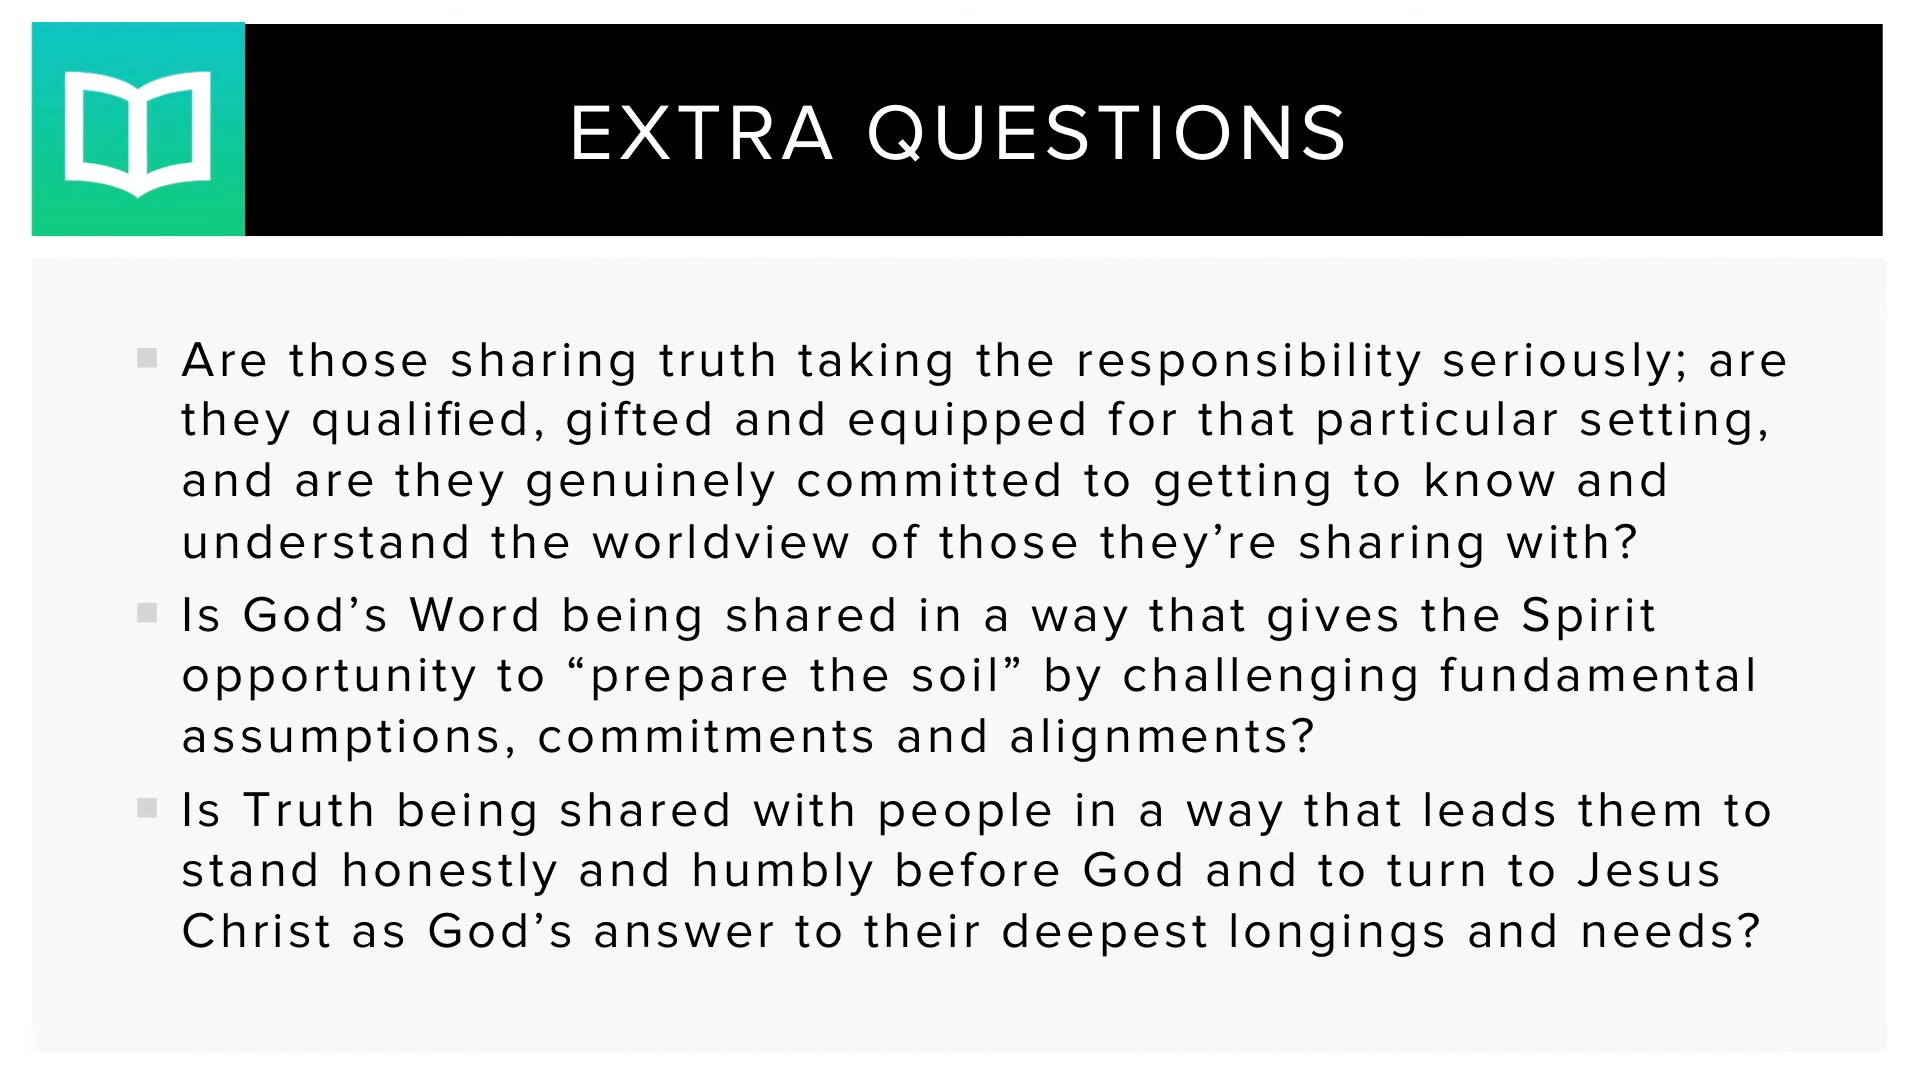 EXTRA QUESTIONS
Are those sharing truth taking the responsibility seriously; are
they qualified, gifted and equipped for that particular setting,
and are they genuinely committed to getting to know and
understand the worldview of those they’re sharing with?
Is God’s Word being shared in a way that gives the Spirit
opportunity to “prepare the soil” by challenging fundamental
assumptions, commitments and alignments?
Is Truth being shared with people in a way that leads them to
stand honestly and humbly before God and to turn to Jesus
Christ as God’s answer to their deepest longings and needs?